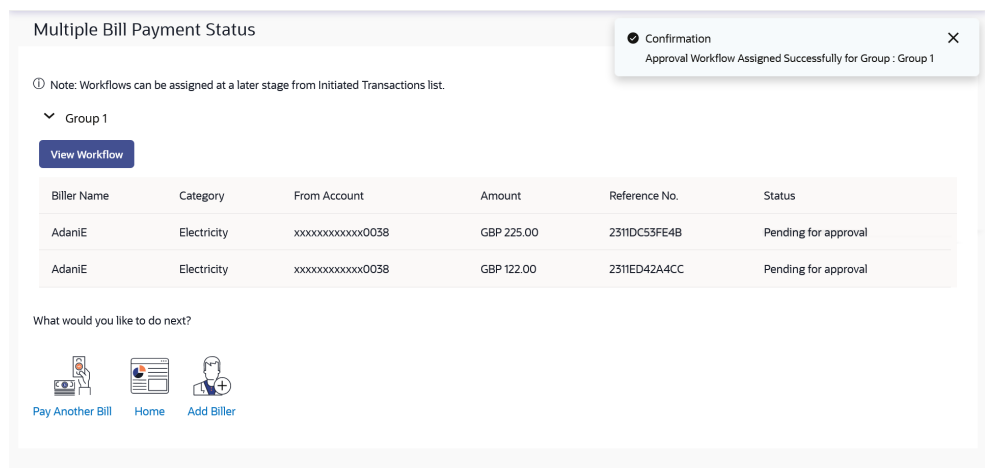 Multiple Bill Payment Status
Confirmation
Approval Workflow Assigned Successfully for Group : Group 1
Note: Workflows can be assigned at a later stage from Initiated Transactions list.
Group 1
View Workflow
Biller Name Category From Account Amount Reference No. Status
AdaniE Electricity xxxxxxxxxxxx0038 GBP 225.00 2311DC53FE4B Pending for approval
AdaniE Electricity xxxxxxxxxxxx0038 GBP 122.00 2311ED42A4CC Pending for approval
What would you like to do next?
Pay Another Bill Home Add Biller